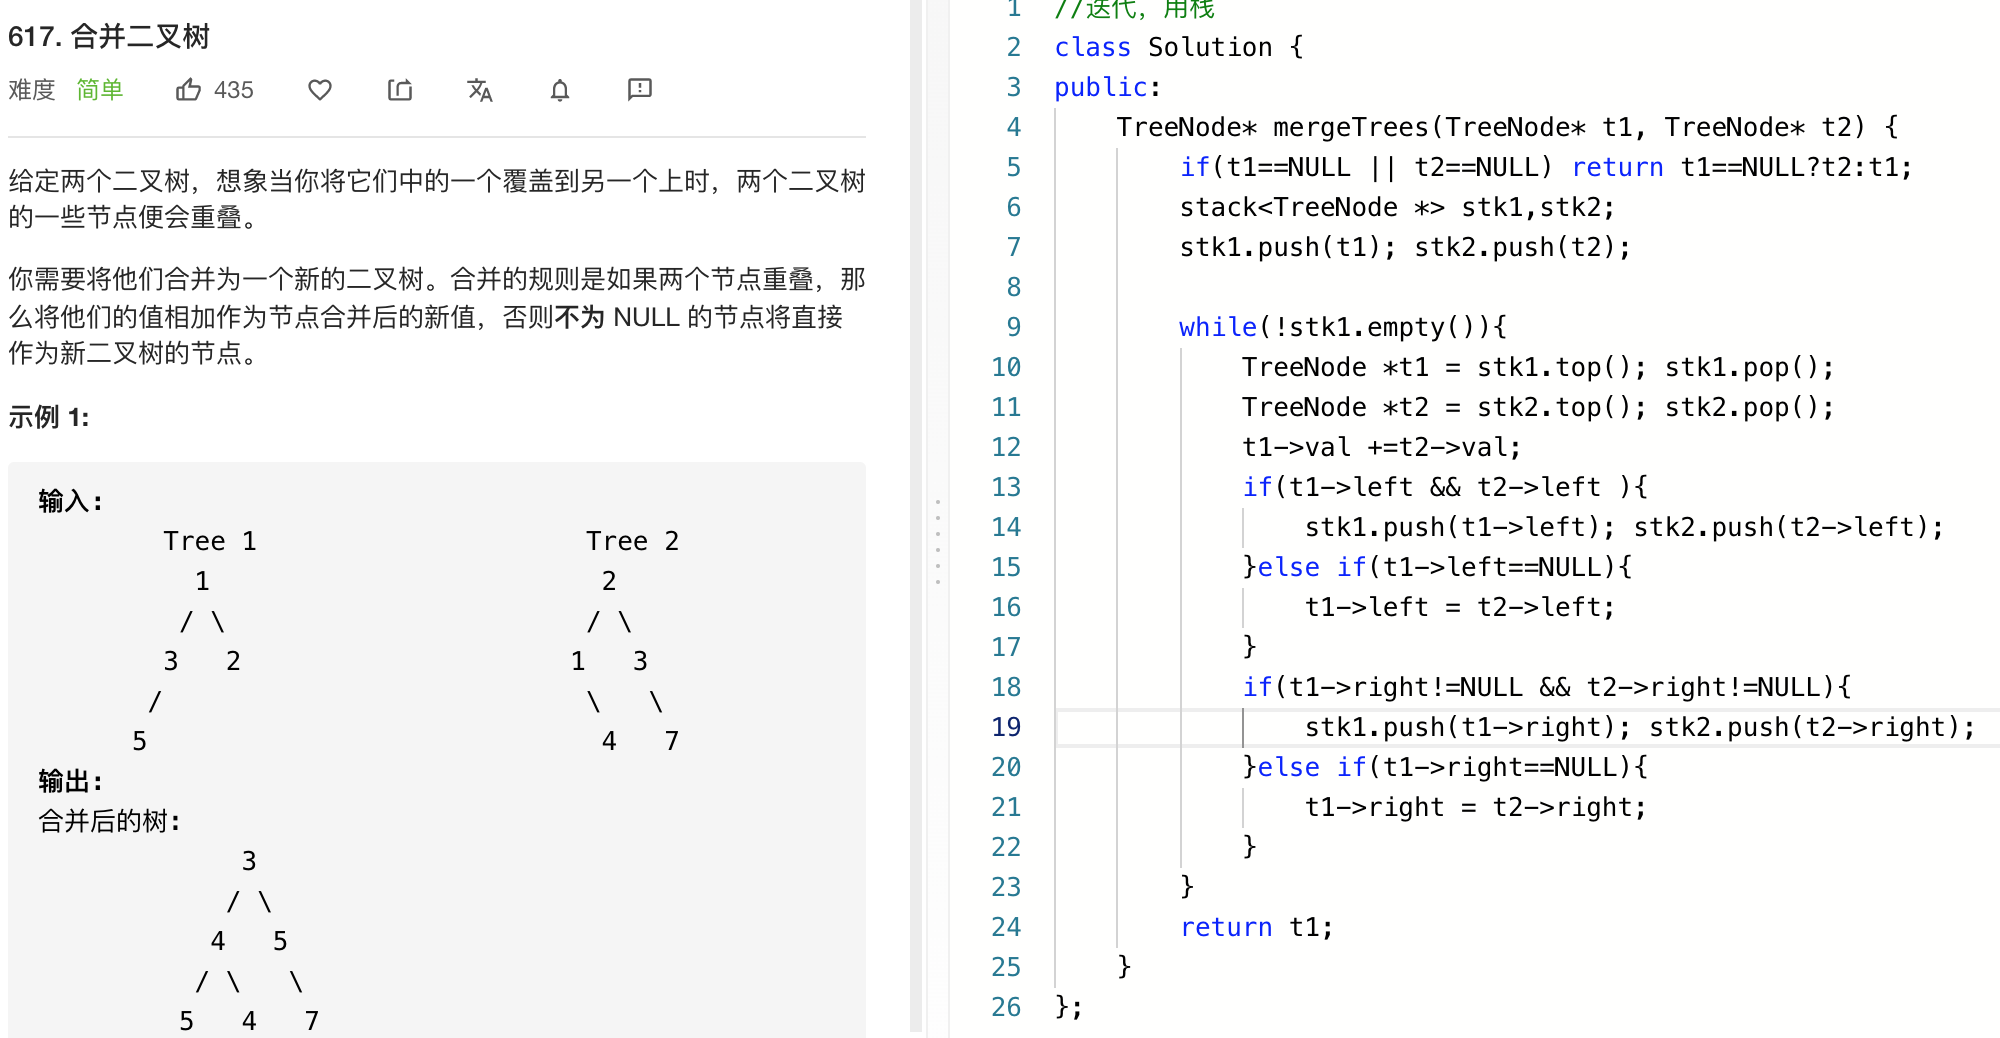 617. 合并二叉树
难度 简单 435
给定两个二叉树，想象当你将它们中的一个覆盖到另一个上时，两个二叉树
的一些节点便会重叠。
你需要将他们合并为一个新的二叉树。合并的规则是如果两个节点重叠，那
么将他们的值相加作为节点合并后的新值，否则不为 NULL 的节点将直接
作为新二叉树的节点。
示例 1:
输入:
Tree 1                     Tree 2
1                          2
/ \                        / \
3   2                      1   3
/                          \   \
5                          4   7
输出:
合并后的树:
3
/ \
4   5
/ \   \
5   4   7
1 //迭代，用栈
2 class Solution {
3 public:
4     TreeNode* mergeTrees(TreeNode* t1, TreeNode* t2) {
5         if(t1==NULL || t2==NULL) return t1==NULL?t2:t1;
6         stack<TreeNode *> stk1,stk2;
7         stk1.push(t1); stk2.push(t2);
8
9         while(!stk1.empty()){
10             TreeNode *t1 = stk1.top(); stk1.pop();
11             TreeNode *t2 = stk2.top(); stk2.pop();
12             t1->val +=t2->val;
13             if(t1->left && t2->left ){
14                 stk1.push(t1->left); stk2.push(t2->left);
15             }else if(t1->left==NULL){
16                 t1->left = t2->left;
17             }
18             if(t1->right!=NULL && t2->right!=NULL){
19                 stk1.push(t1->right); stk2.push(t2->right);
20             }else if(t1->right==NULL){
21                 t1->right = t2->right;
22             }
23         }
24         return t1;
25     }
26 };